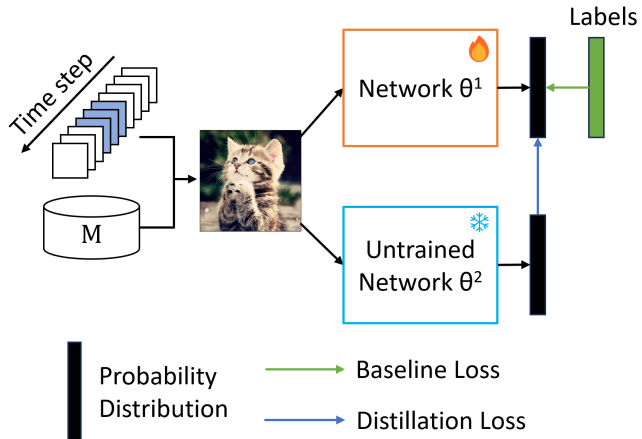 Labels
Time step
Network θ¹
M
Untrained
Network θ²
Probability
Distribution
Baseline Loss
Distillation Loss